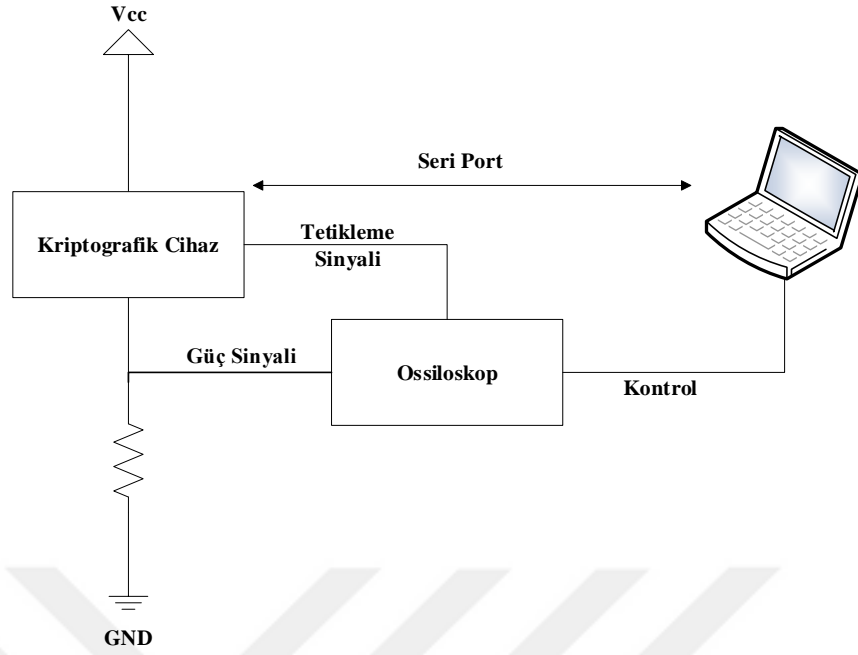 Vcc
Seri Port
Kriptografik Cihaz
Tetikleme
Sinyali
Güç Sinyali
Ossiloskop
Kontrol
GND